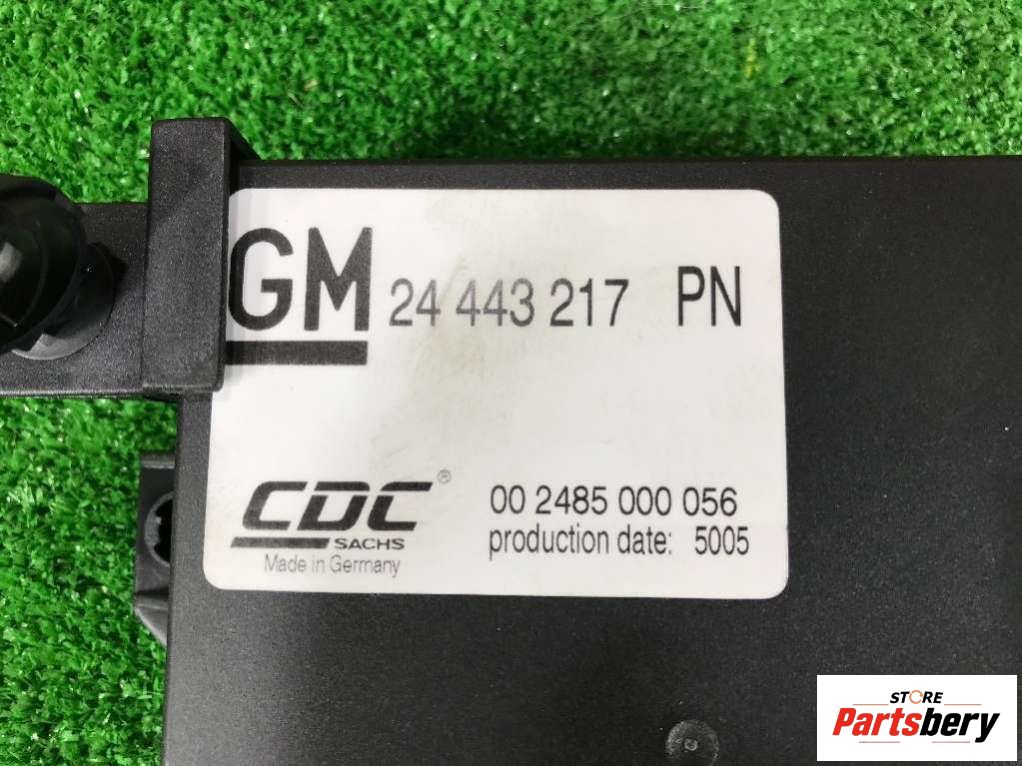 GM 24 443 217 PN
CDC ® 00 2485 000 056
SACHS production date: 5005
Made in Germany
STORE
Partsbery